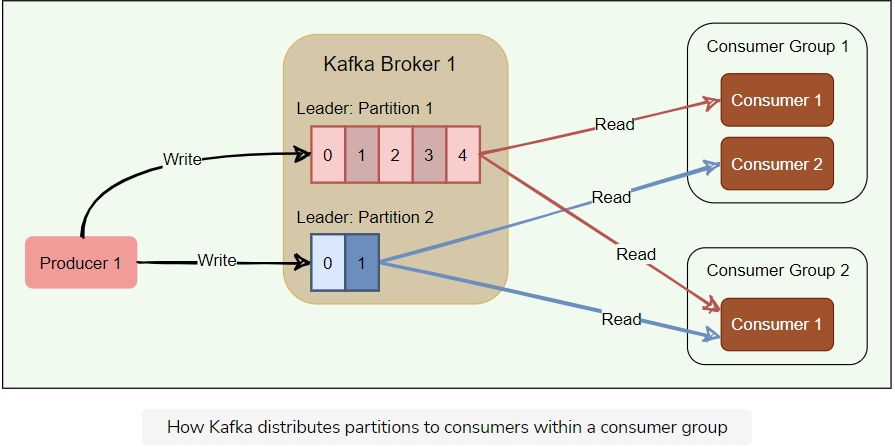 Kafka Broker 1
Leader: Partition 1
0 1 2 3 4
Leader: Partition 2
0 1
Producer 1
Write
Write
Read
Read
Read
Read
Consumer Group 1
Consumer 1
Consumer 2
Consumer Group 2
Consumer 1
How Kafka distributes partitions to consumers within a consumer group